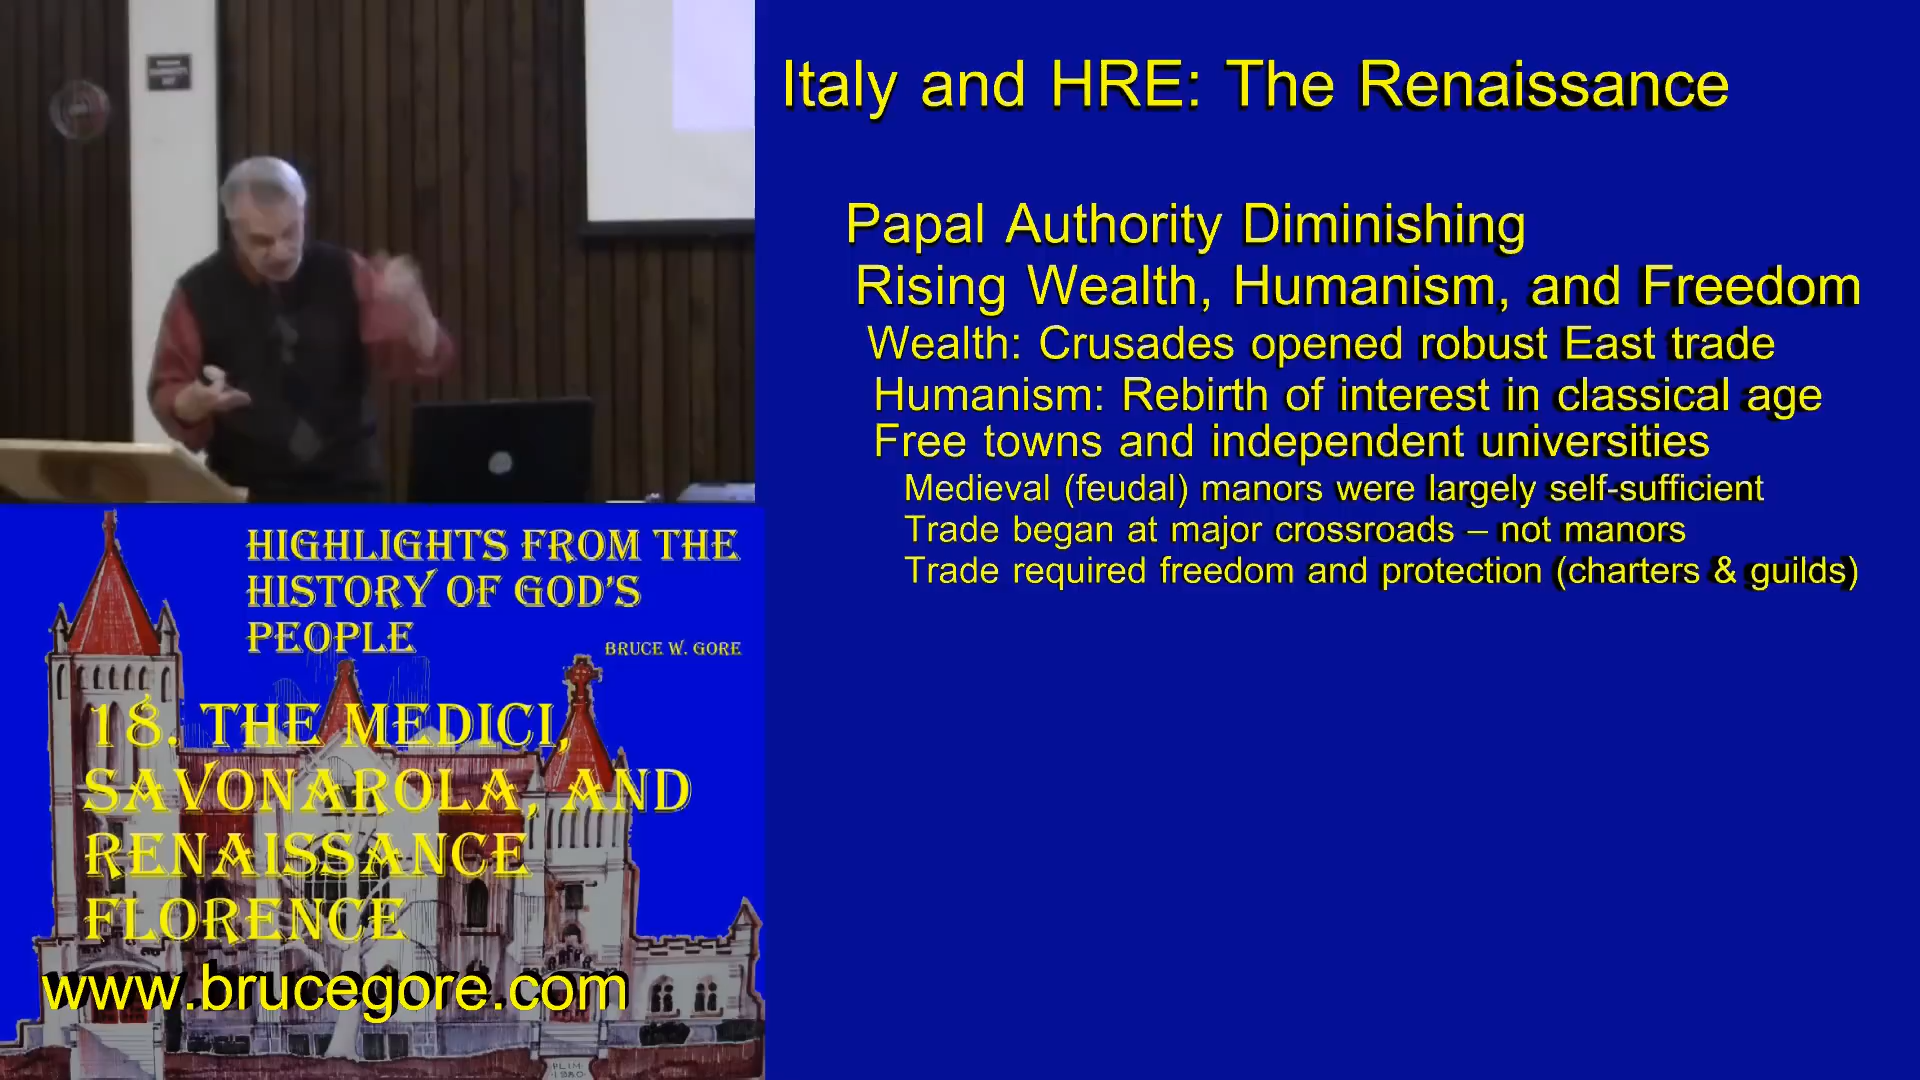 Italy and HRE: The Renaissance
Papal Authority Diminishing
Rising Wealth, Humanism, and Freedom
Wealth: Crusades opened robust East trade
Humanism: Rebirth of interest in classical age
Free towns and independent universities
Medieval (feudal) manors were largely self-sufficient
Trade began at major crossroads – not manors
Trade required freedom and protection (charters & guilds)
HIGHLIGHTS FROM THE
HISTORY OF GOD'S
PEOPLE
BRUCE W. GORE
18. THE MEDICI,
SAVONAROLA, AND
RENAISSANCE
FLORENCE
www.brucegore.com
PLIM
1980